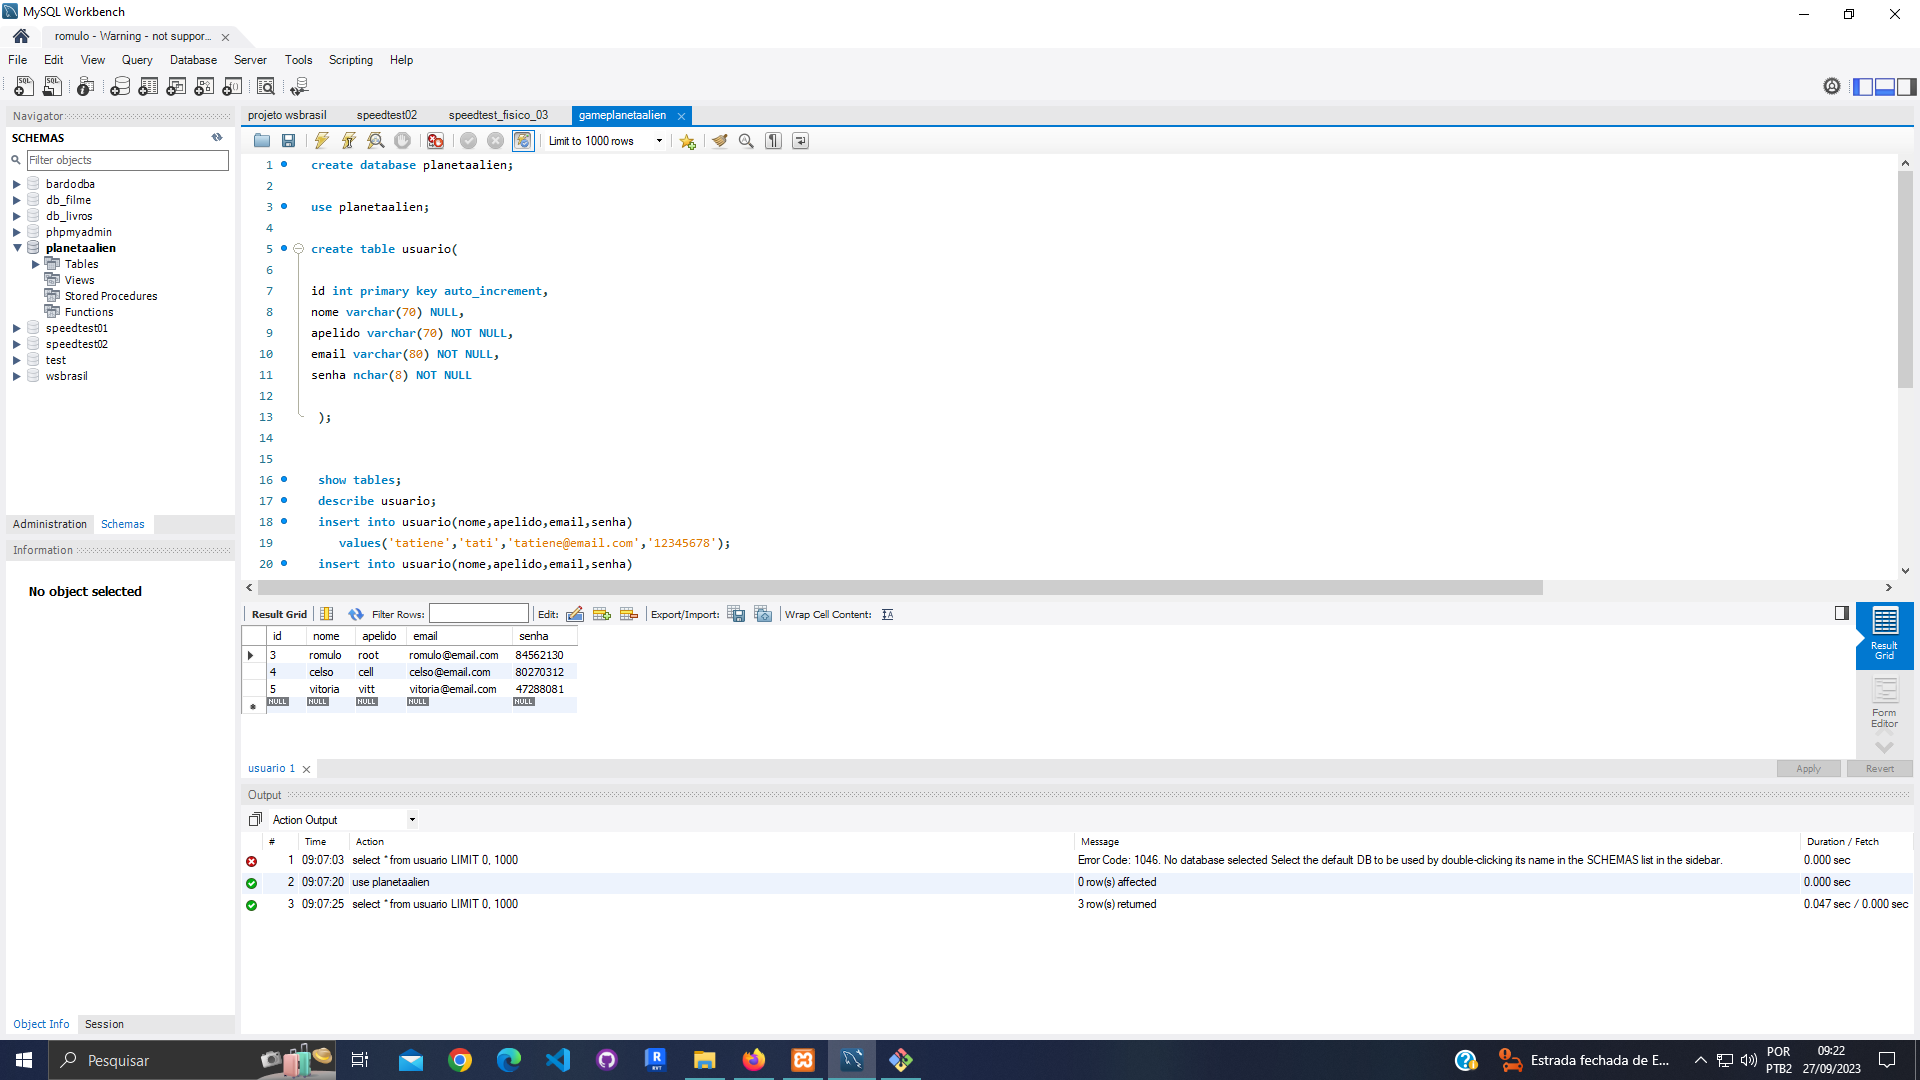 MySQL Workbench
romulo - Warning - not suppor...
File Edit View Query Database Server Tools Scripting Help
Navigator
SCHEMAS
Filter objects
bardodba
db_filme
db_livros
phpmyadmin
planetaalien
Tables
Views
Stored Procedures
Functions
speedtest01
speedtest02
test
wsbrasil
Administration Schemas
Information
No object selected
Object Info Session
projeto wsbrasil speedtest02 speedtest_fisico_03 gameplanetaalien
Limit to 1000 rows
1 create database planetaalien;
2
3 use planetaalien;
4
5 create table usuario(
6
7 id int primary key auto_increment,
8 nome varchar(70) NULL,
9 apelido varchar(70) NOT NULL,
10 email varchar(80) NOT NULL,
11 senha nchar(8) NOT NULL
12
13 );
14
15
16 show tables;
17 describe usuario;
18 insert into usuario(nome,apelido,email,senha)
19 values('tatiene','tati','tatiene@email.com','12345678');
20 insert into usuario(nome,apelido,email,senha)
Result Grid Filter Rows: Edit: Export/Import: Wrap Cell Content:
id nome apelido email senha
3 romulo root romulo@email.com 84562130
4 celso cell celso@email.com 80270312
5 vitoria vitt vitoria@email.com 47288081
NULL NULL NULL NULL NULL
Result Grid
Form Editor
usuario 1
Apply Revert
Output
Action Output
# Time Action Message Duration / Fetch
1 09:07:03 select * from usuario LIMIT 0, 1000 Error Code: 1046. No database selected Select the default DB to be used by double-clicking its name in the SCHEMAS list in the sidebar. 0.000 sec
2 09:07:20 use planetaalien 0 row(s) affected 0.000 sec
3 09:07:25 select * from usuario LIMIT 0, 1000 3 row(s) returned 0.047 sec / 0.000 sec
Pesquisar
Estrada fechada de E...
POR
PTB2
09:22
27/09/2023